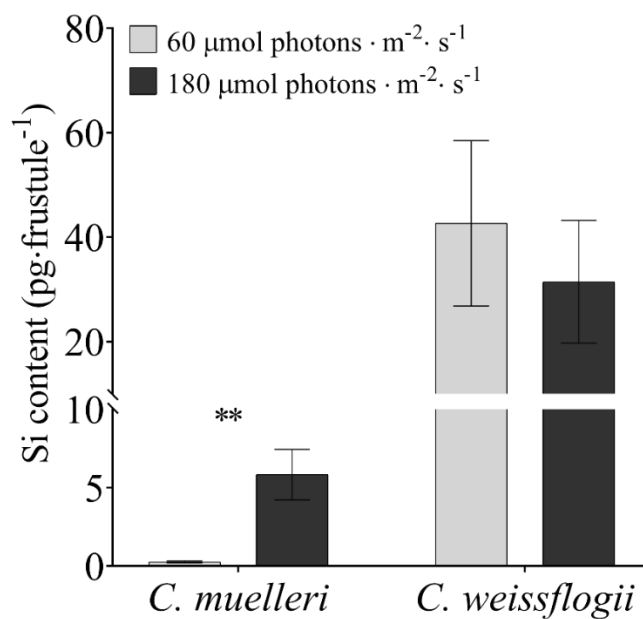 80
60 μmol photons · m⁻² · s⁻¹
180 μmol photons · m⁻² · s⁻¹
60
40
20
10
5
0
Si content (pg·frustule⁻¹)
**
C. muelleri
C. weissflogii